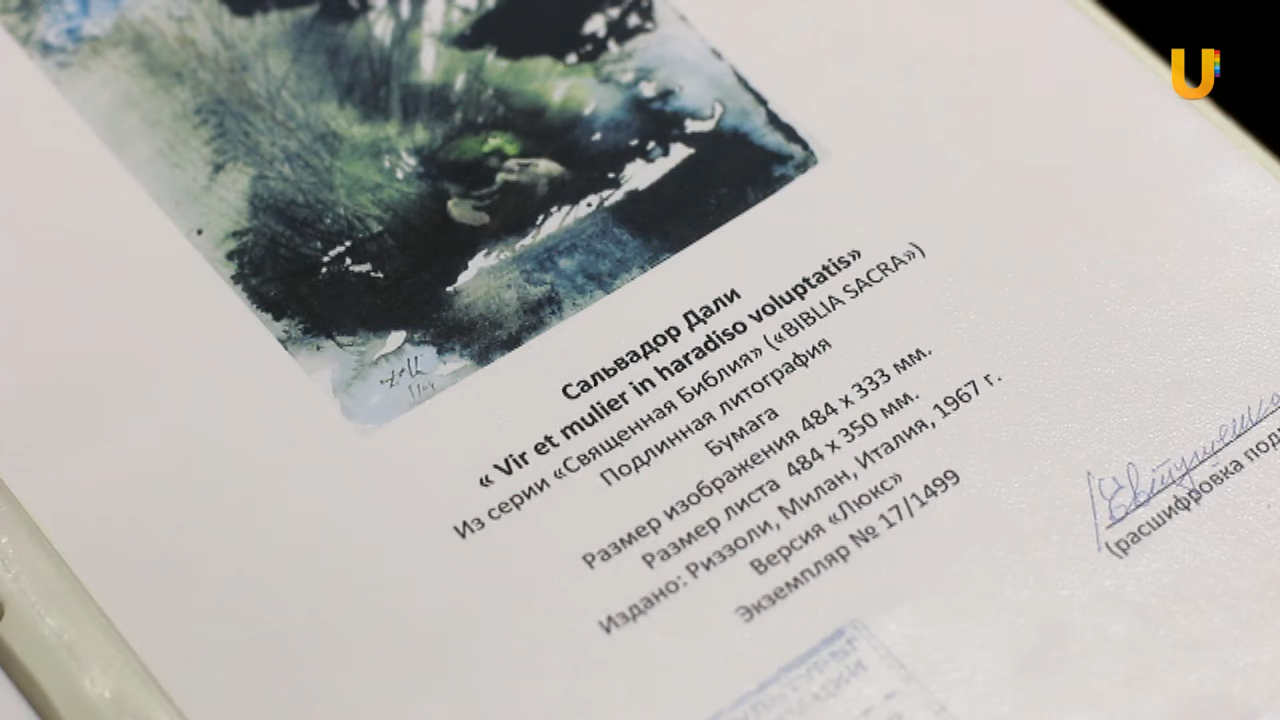 U
Сальвадор Дали
« Vir et mulier in haradiso voluptatis»
Из серии «Священная Библия» («BIBLIA SACRA»)
Подлинная литография
Бумага
Размер изображения 484 х 333 мм.
Размер листа 484 х 350 мм.
Издано: Риззоли, Милан, Италия, 1967 г.
Версия «Люкс»
Экземпляр № 17/1499
(расшифровка под